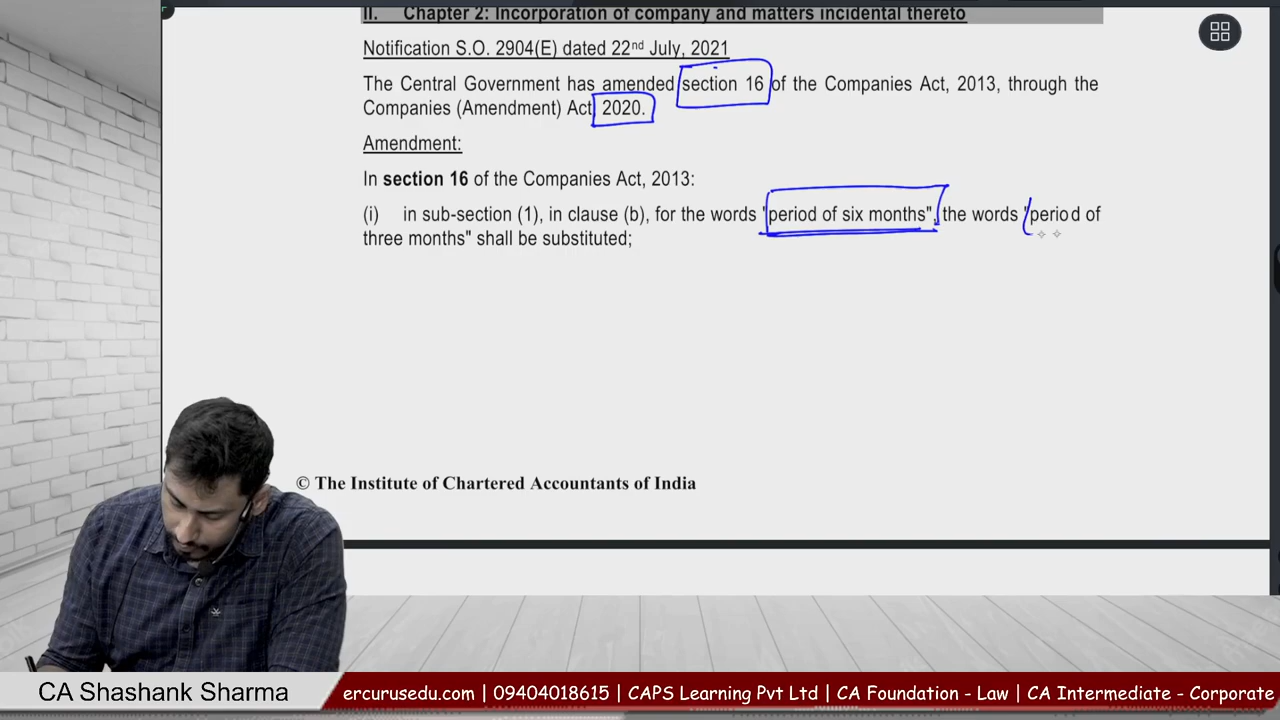 II. Chapter 2: Incorporation of company and matters incidental thereto
Notification S.O. 2904(E) dated 22nd July, 2021
The Central Government has amended section 16 of the Companies Act, 2013, through the
Companies (Amendment) Act, 2020.
Amendment:
In section 16 of the Companies Act, 2013:
(i) in sub-section (1), in clause (b), for the words "period of six months", the words "period of
three months" shall be substituted;
© The Institute of Chartered Accountants of India
CA Shashank Sharma
ercurusedu.com | 09404018615 | CAPS Learning Pvt Ltd | CA Foundation - Law | CA Intermediate - Corporate